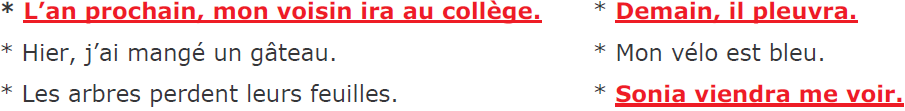 * L’an prochain, mon voisin ira au collège.
* Demain, il pleuvra.
* Hier, j’ai mangé un gâteau.
* Mon vélo est bleu.
* Les arbres perdent leurs feuilles.
* Sonia viendra me voir.